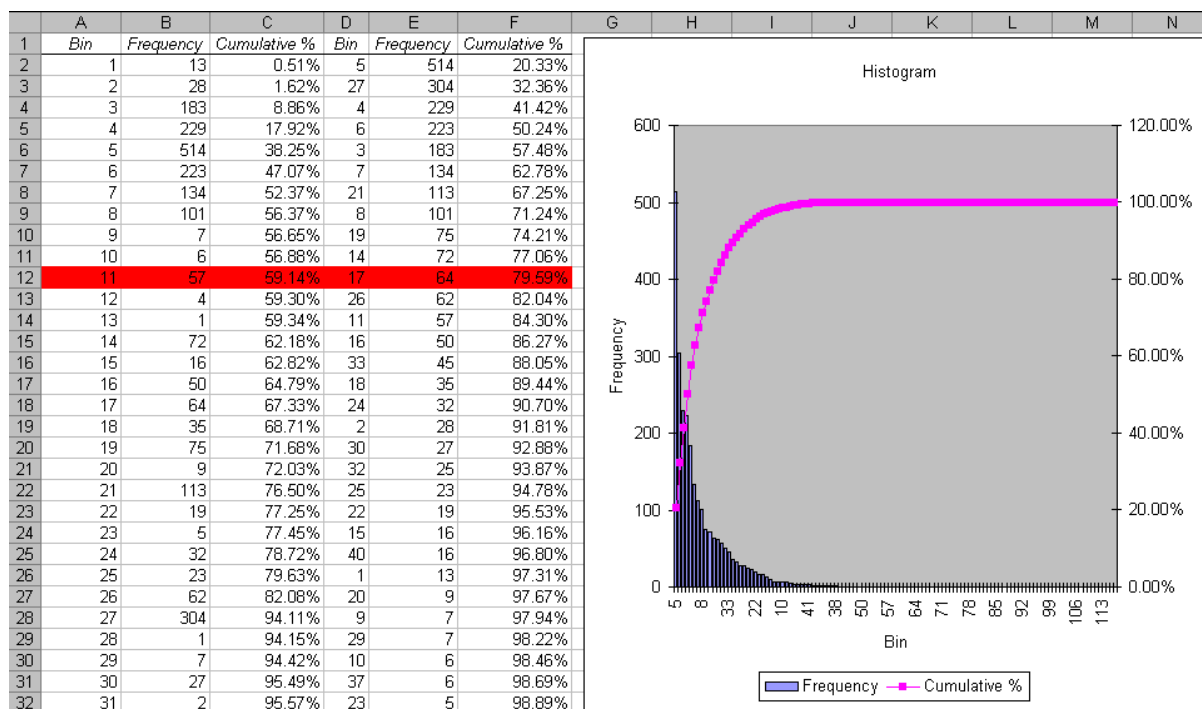 A B C D E F G H I J K L M N
1 Bin Frequency Cumulative % Bin Frequency Cumulative %
2 1 13 0.51% 5 514 20.33%
3 2 28 1.62% 27 304 32.36%
4 3 183 8.86% 4 229 41.42%
5 4 229 17.92% 6 223 50.24%
6 5 514 38.25% 3 183 57.48%
7 6 223 47.07% 7 134 62.78%
8 7 134 52.37% 21 113 67.25%
9 8 101 56.37% 8 101 71.24%
10 9 7 56.65% 19 75 74.21%
11 10 6 56.88% 14 72 77.06%
12 11 57 59.14% 17 64 79.59%
13 12 4 59.30% 26 62 82.04%
14 13 1 59.34% 11 57 84.30%
15 14 72 62.18% 16 50 86.27%
16 15 16 62.82% 33 45 88.05%
17 16 50 64.79% 18 35 89.44%
18 17 64 67.33% 24 32 90.70%
19 18 35 68.71% 2 28 91.81%
20 19 75 71.68% 30 27 92.88%
21 20 9 72.03% 32 25 93.87%
22 21 113 76.50% 25 23 94.78%
23 22 19 77.25% 22 19 95.53%
24 23 5 77.45% 15 16 96.16%
25 24 32 78.72% 40 16 96.80%
26 25 23 79.63% 1 13 97.31%
27 26 62 82.08% 20 9 97.67%
28 27 304 94.11% 9 7 97.94%
29 28 1 94.15% 29 7 98.22%
30 29 7 94.42% 10 6 98.46%
31 30 27 95.49% 37 6 98.69%
32 31 2 95.57% 23 5 98.89%
Histogram
600 120.00%
500 100.00%
400 80.00%
300 60.00%
200 40.00%
100 20.00%
0 0.00%
Frequency
5 8 33 22 10 41 38 50 57 64 71 78 85 92 99 106 113
Bin
Frequency Cumulative %